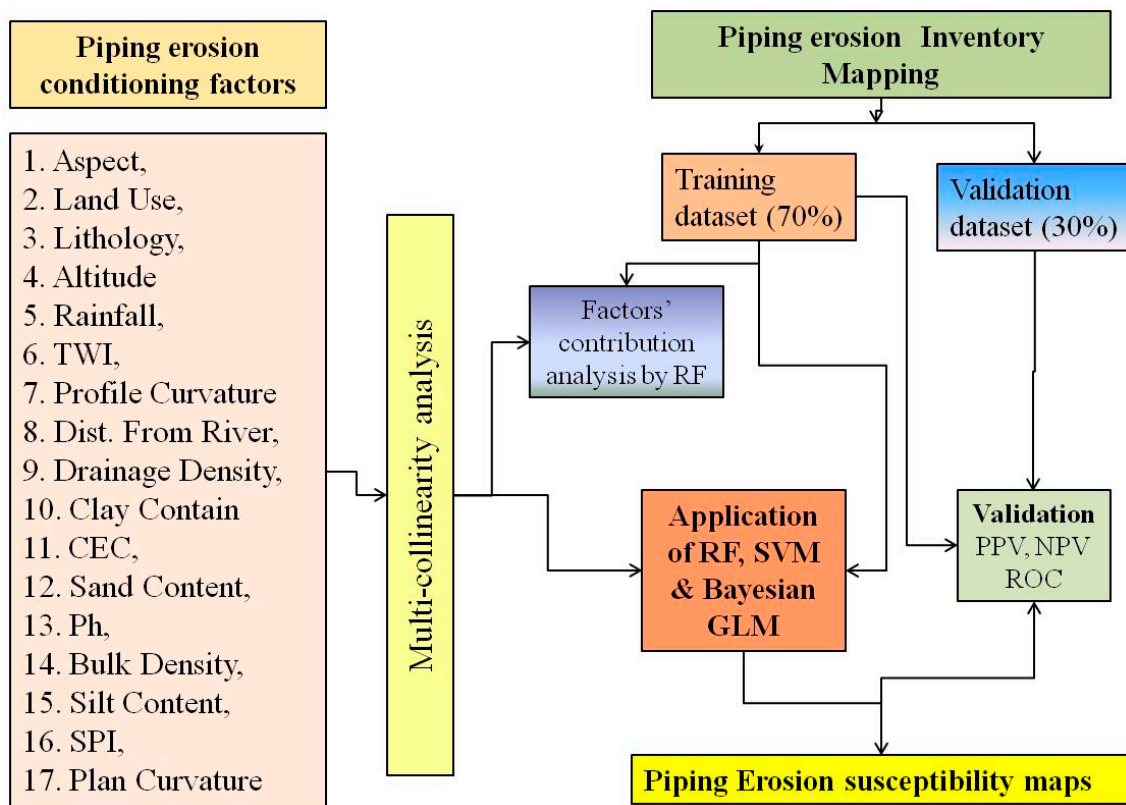 Piping erosion
conditioning factors
1. Aspect,
2. Land Use,
3. Lithology,
4. Altitude
5. Rainfall,
6. TWI,
7. Profile Curvature
8. Dist. From River,
9. Drainage Density,
10. Clay Contain
11. CEC,
12. Sand Content,
13. Ph,
14. Bulk Density,
15. Silt Content,
16. SPI,
17. Plan Curvature
Multi-collinearity analysis
Piping erosion Inventory
Mapping
Training
dataset (70%)
Validation
dataset (30%)
Factors'
contribution
analysis by RF
Application
of RF, SVM
& Bayesian
GLM
Validation
PPV, NPV
ROC
Piping Erosion susceptibility maps